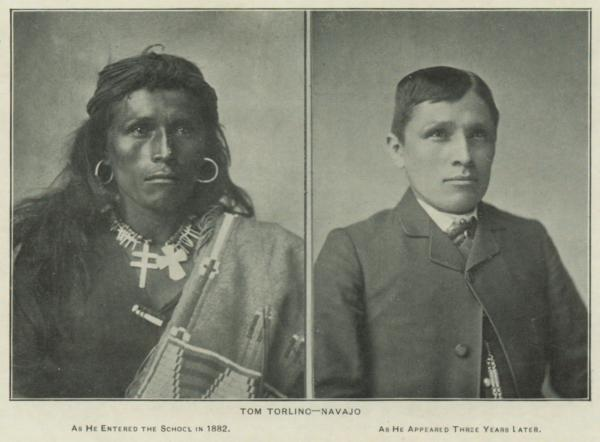 TOM TORLINO—NAVAJO
AS HE ENTERED THE SCHOOL IN 1882.
AS HE APPEARED THREE YEARS LATER.